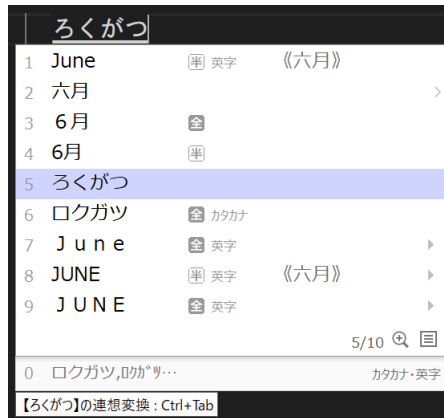 ろくがつ
1 June 半 英字 《六月》
2 六月
3 ６月 全
4 6月 半
5 ろくがつ
6 ロクガツ 全 カタカナ
7 Ｊｕｎｅ 全 英字
8 JUNE 半 英字 《六月》
9 ＪＵＮＥ 全 英字
5/10
0 ロクガツ,ﾛｸｶﾞﾂ… カタカナ・英字
【ろくがつ】の連想変換 : Ctrl+Tab